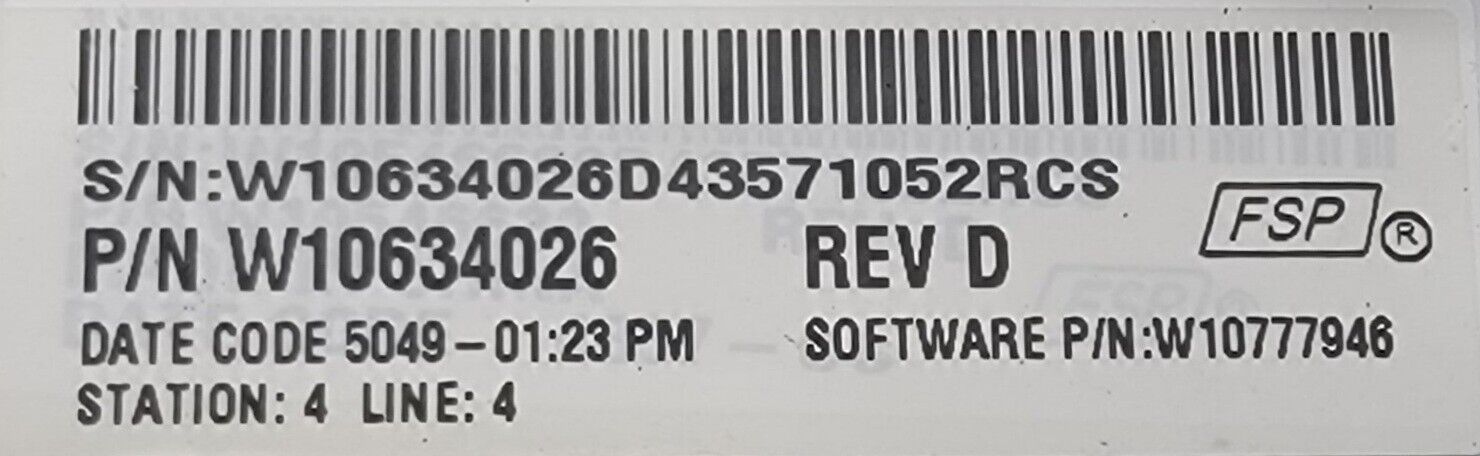 S/N:W10634026D43571052RCS
P/N W10634026 REV D FSP ®
DATE CODE 5049-01:23 PM SOFTWARE P/N:W10777946
STATION: 4 LINE: 4